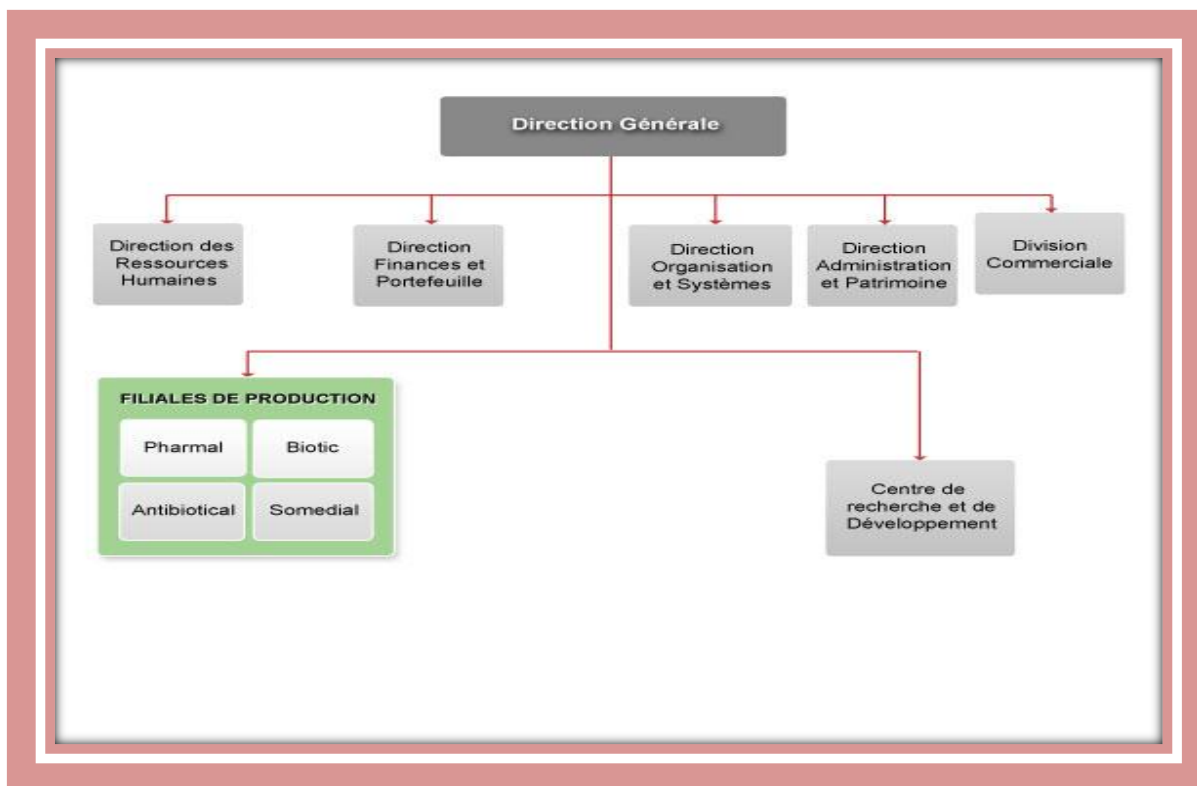 Direction Générale
Direction des
Ressources
Humaines
Direction
Finances et
Portefeuille
Direction
Organisation
et Systèmes
Direction
Administration
et Patrimoine
Division
Commerciale
FILIALES DE PRODUCTION
Pharmal
Biotic
Antibiotical
Somedial
Centre de
recherche et de
Développement